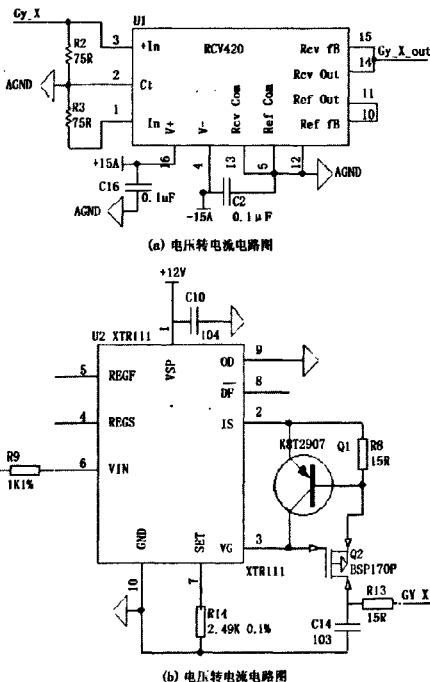 U1
Gy_X
3
+In
RCV420
Rcv fB
15
Gy_X_out
R2
75R
Rcv Out
14
AGND
2
Ct
Ref Out
11
R3
75R
1
In
V+
V-
Rcv Com
Ref Com
Ref fB
10
+15A
16
4
13
5
12
AGND
C16
0.1uF
AGND
-15A
C2
0.1μF
(a) 电压转电流电路图
+12V
C10
104
1
U2 XTR111
VSP
OD
9
5
REGF
DF
8
4
REGS
IS
2
KST2907
Q1
R8
15R
R9
1K1%
6
VIN
GND
SET
VG
3
Q2
BSP170P
XTR111
10
7
R13
15R
GY_X
R14
2.49K 0.1%
C14
103
(b) 电压转电流电路图